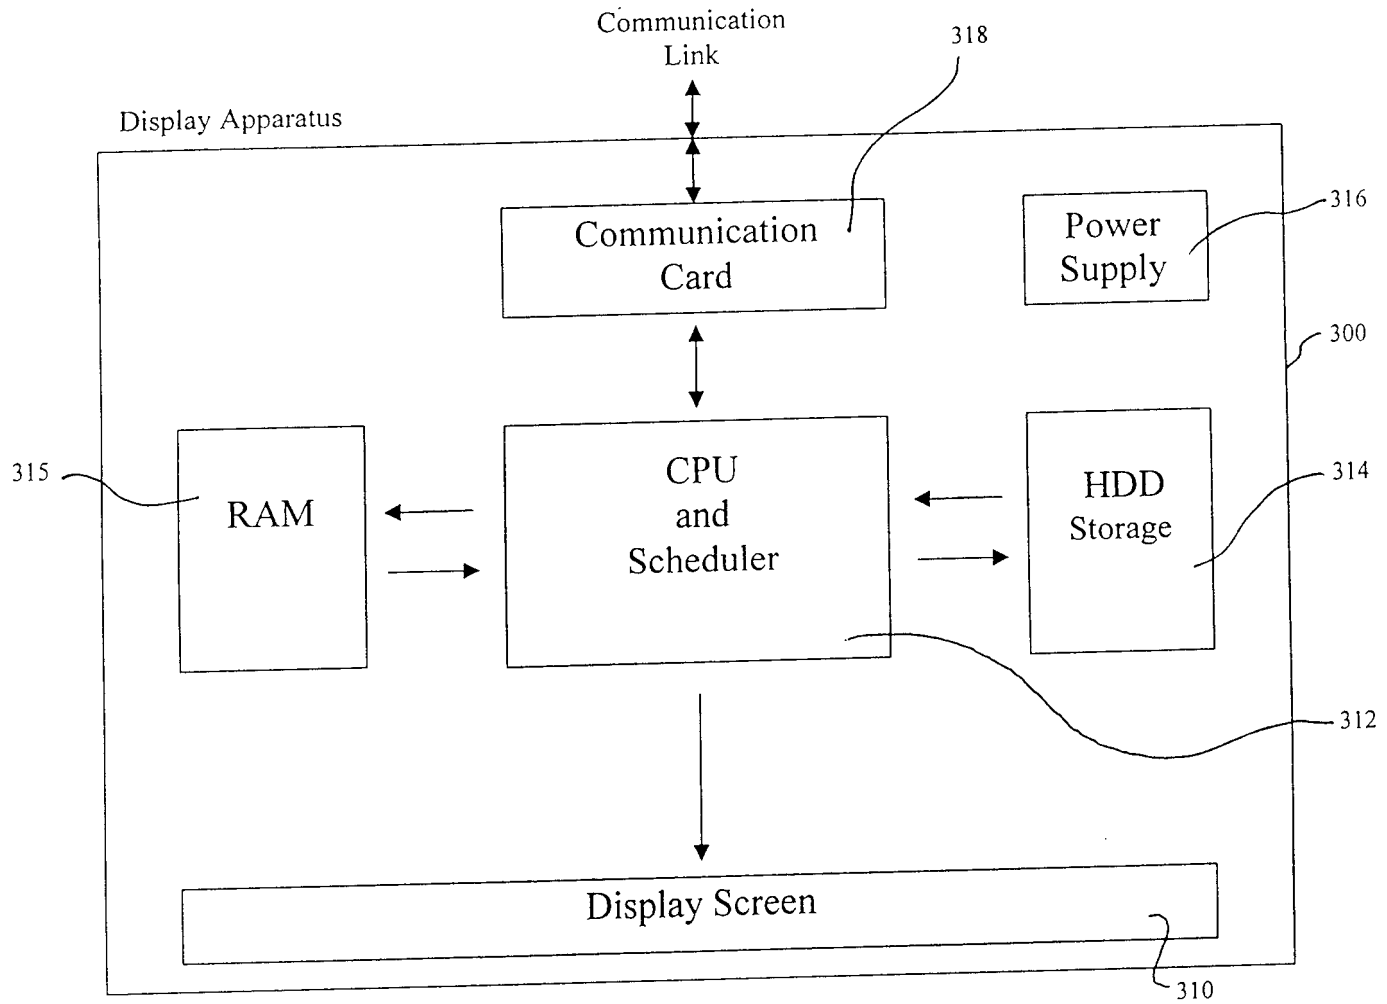 Communication
Link
318
Display Apparatus
Communication
Card
Power
Supply
316
300
315
RAM
CPU
and
Scheduler
HDD
Storage
314
312
Display Screen
310